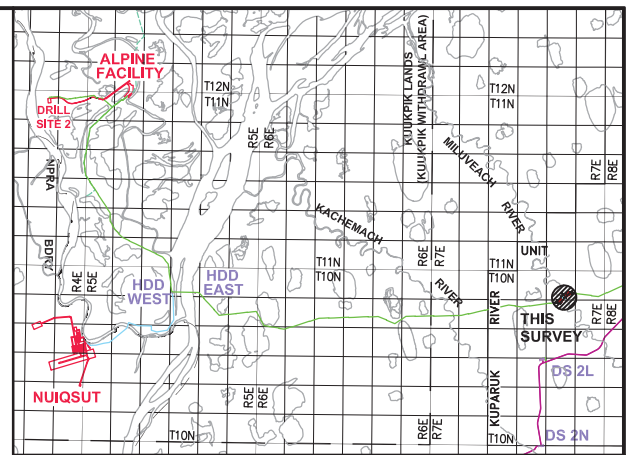 ALPINE
FACILITY
T12N
T11N
DRILL
SITE 2
NPRA
BDRY
R4E
R5E
HDD
WEST
HDD
EAST
NUIQSUT
T10N
R5E
R6E
R5E
R6E
KACHEMACH
RIVER
T11N
T10N
KUUKPIK LANDS
(KUUKPIK WITHDRAWL AREA)
R6E
R7E
R6E
R7E
T12N
T11N
MILUVEACH
RIVER
T11N
T10N
UNIT
RIVER
KUPARUK
T10N
R7E
R8E
R7E
R8E
THIS
SURVEY
DS 2L
DS 2N